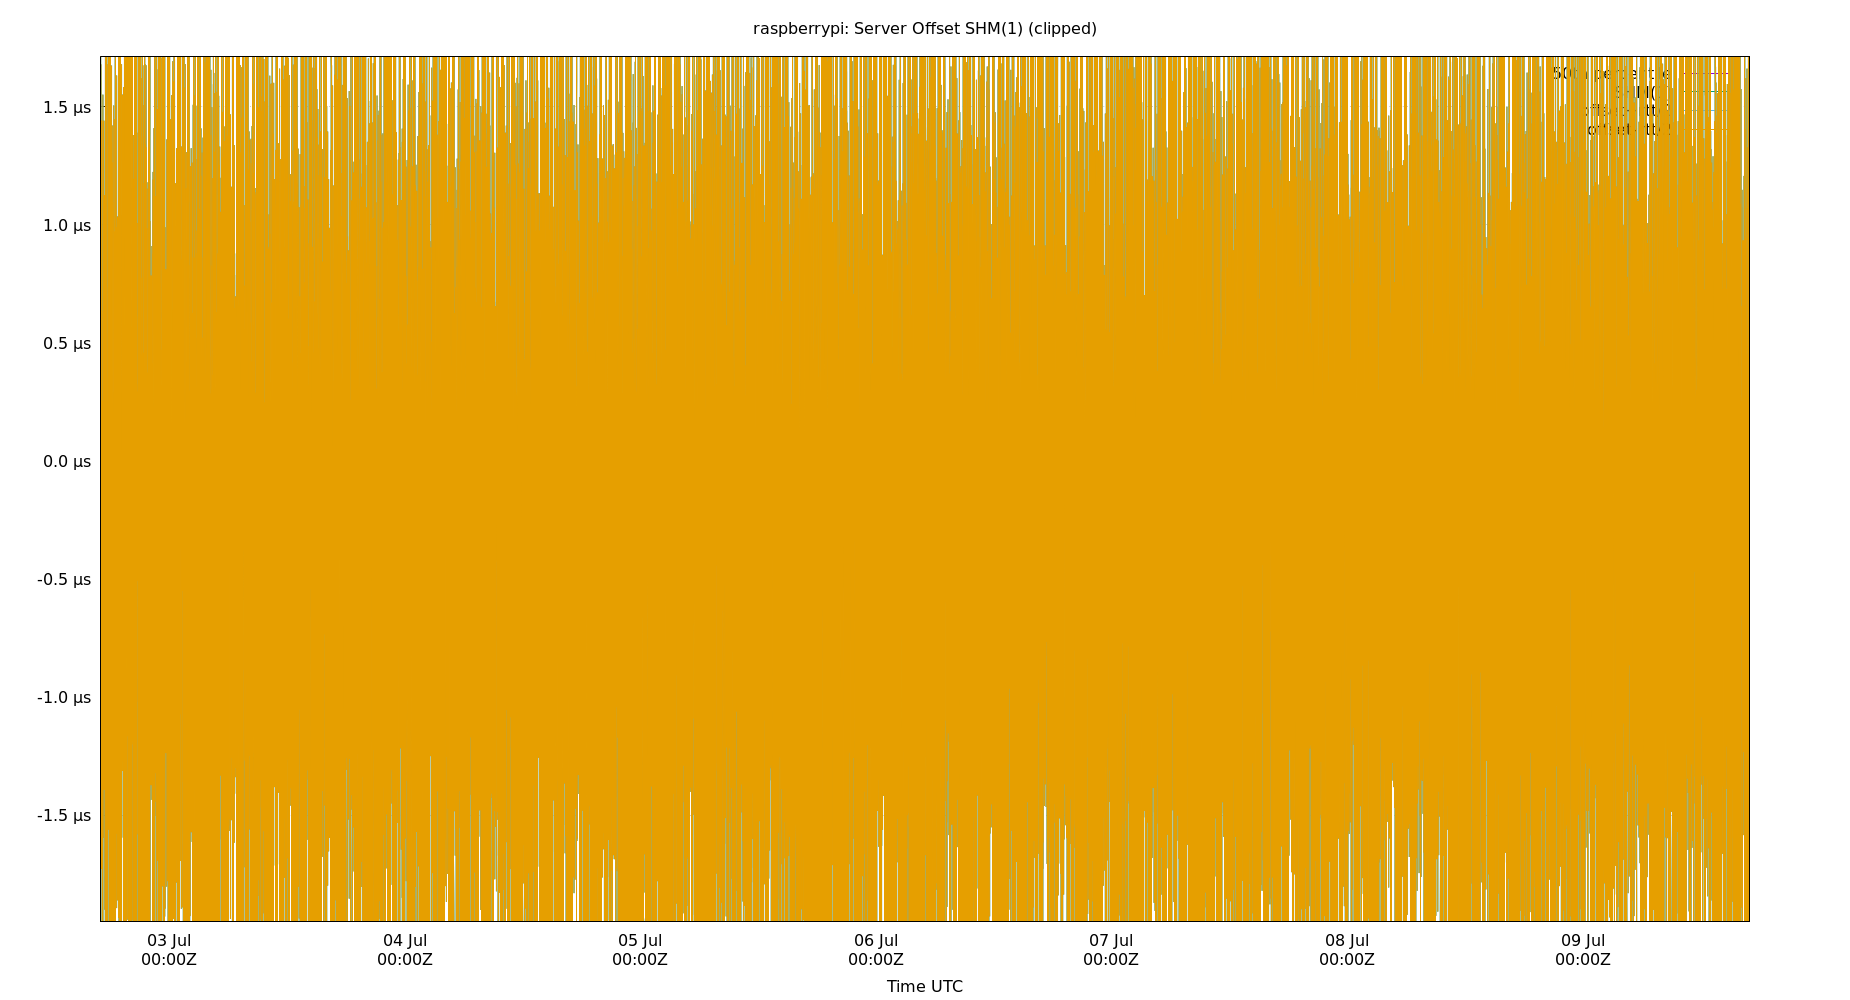 raspberrypi: Server Offset SHM(1) (clipped)
1.5 µs
1.0 µs
0.5 µs
0.0 µs
-0.5 µs
-1.0 µs
-1.5 µs
03 Jul 04 Jul 05 Jul 06 Jul 07 Jul 08 Jul 09 Jul
00:00Z 00:00Z 00:00Z 00:00Z 00:00Z 00:00Z 00:00Z
Time UTC